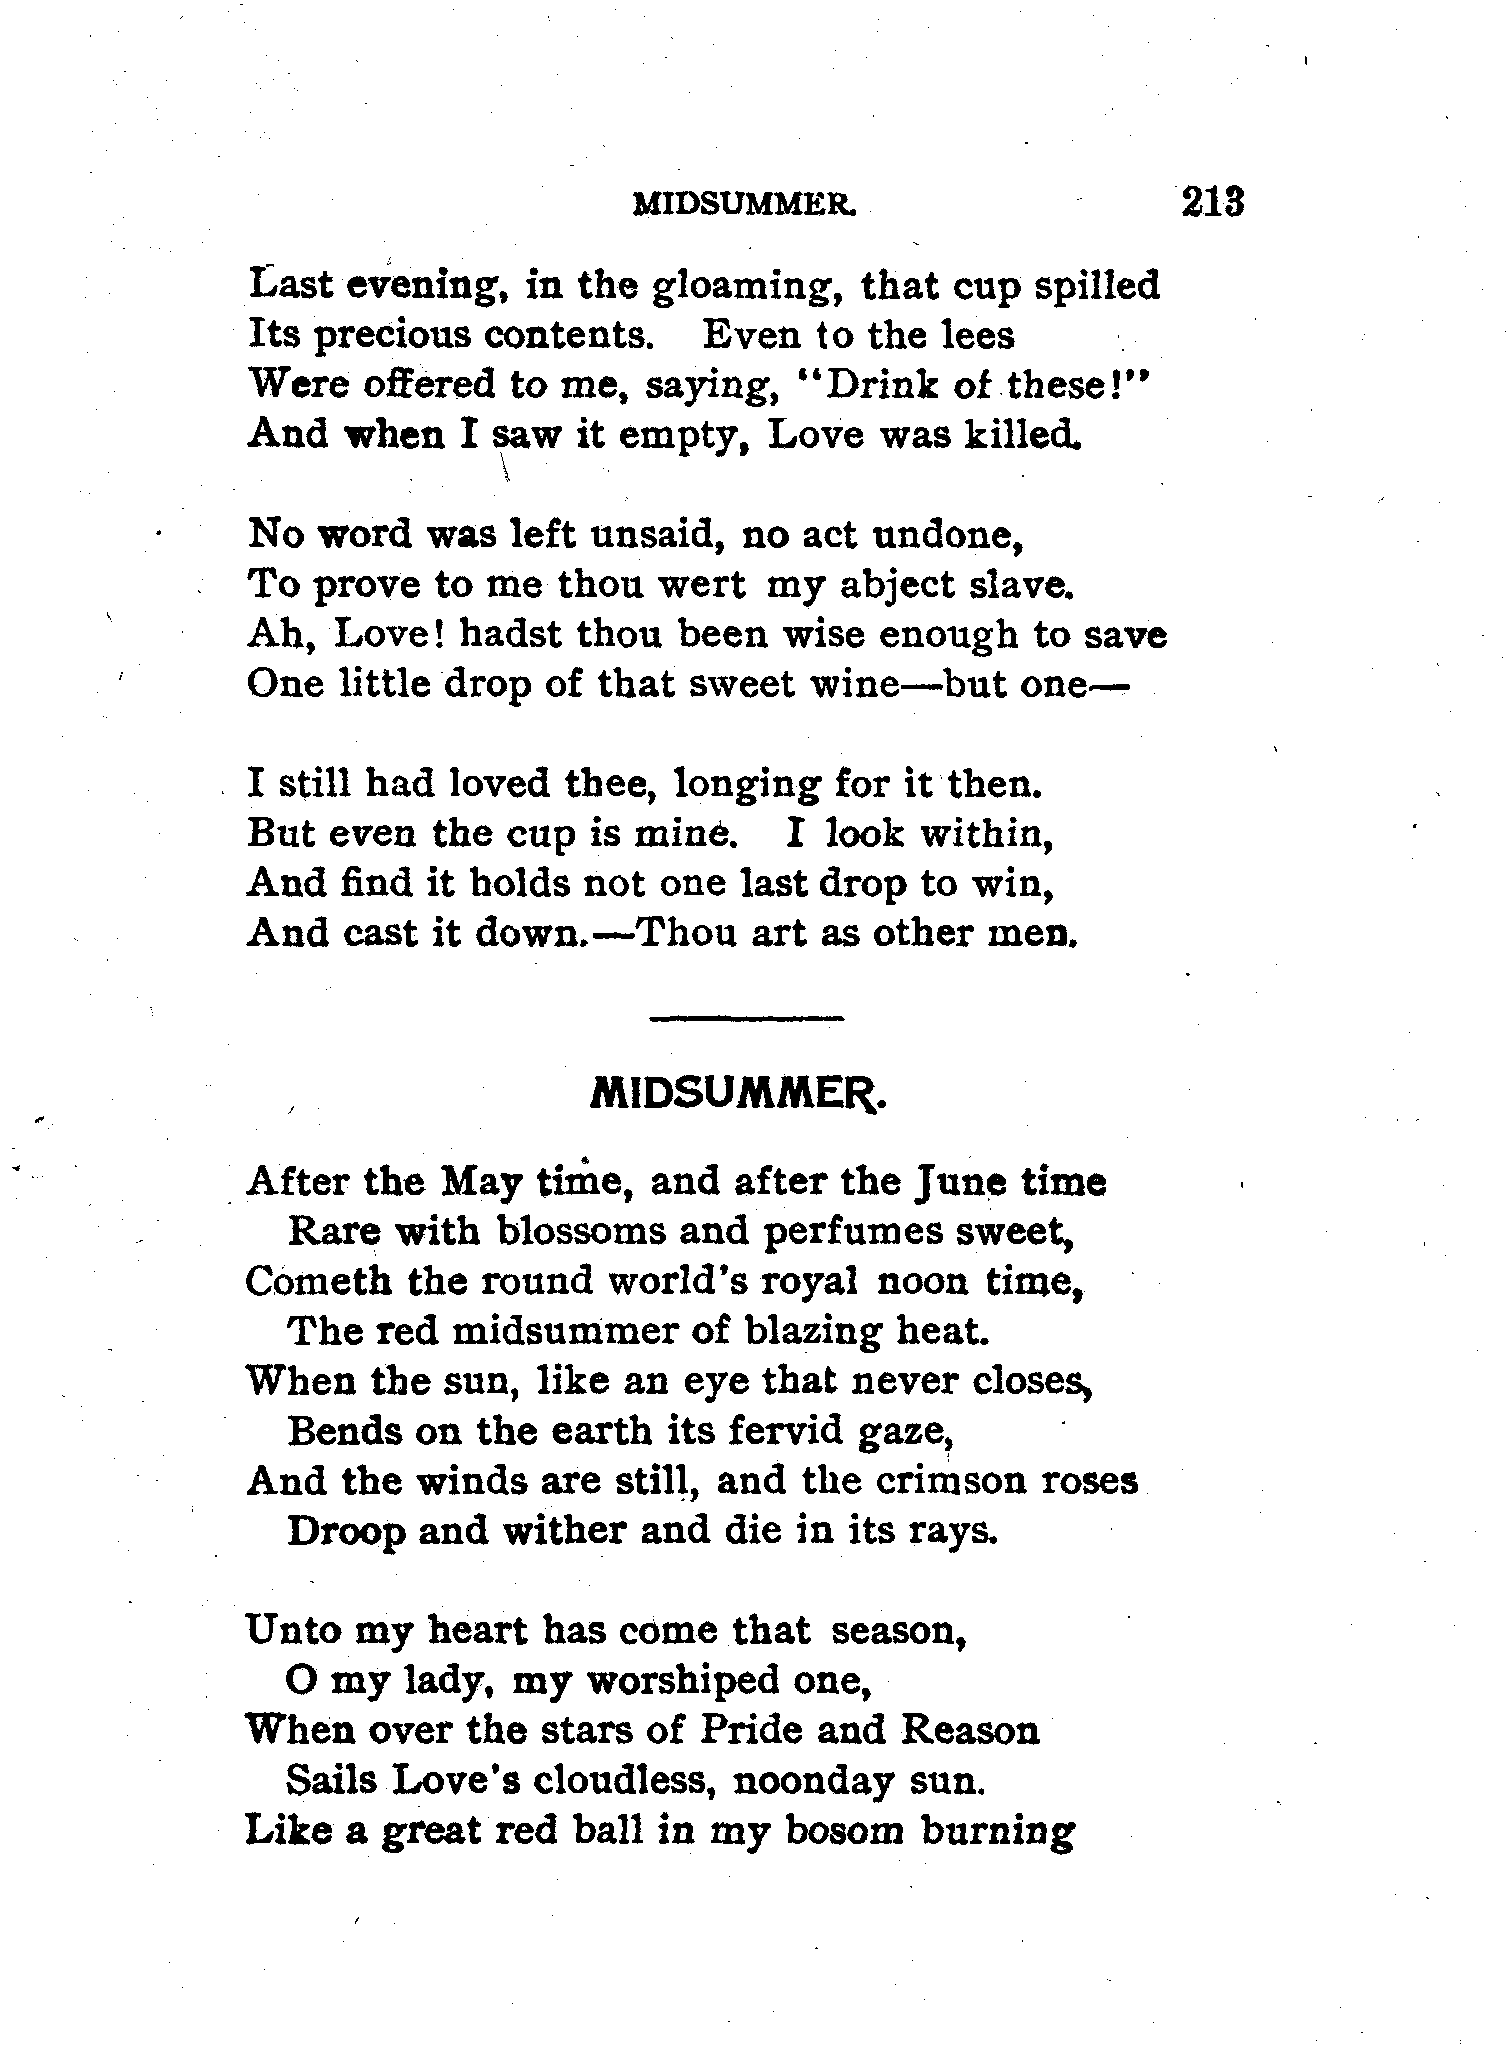 MIDSUMMER. 213
Last evening, in the gloaming, that cup spilled
Its precious contents. Even to the lees
Were offered to me, saying, "Drink of these!"
And when I saw it empty, Love was killed.

No word was left unsaid, no act undone,
To prove to me thou wert my abject slave.
Ah, Love! hadst thou been wise enough to save
One little drop of that sweet wine—but one—

I still had loved thee, longing for it then.
But even the cup is mine. I look within,
And find it holds not one last drop to win,
And cast it down.—Thou art as other men.

MIDSUMMER.

After the May time, and after the June time
Rare with blossoms and perfumes sweet,
Cometh the round world's royal noon time,
The red midsummer of blazing heat.
When the sun, like an eye that never closes,
Bends on the earth its fervid gaze,
And the winds are still, and the crimson roses
Droop and wither and die in its rays.

Unto my heart has come that season,
O my lady, my worshiped one,
When over the stars of Pride and Reason
Sails Love's cloudless, noonday sun.
Like a great red ball in my bosom burning